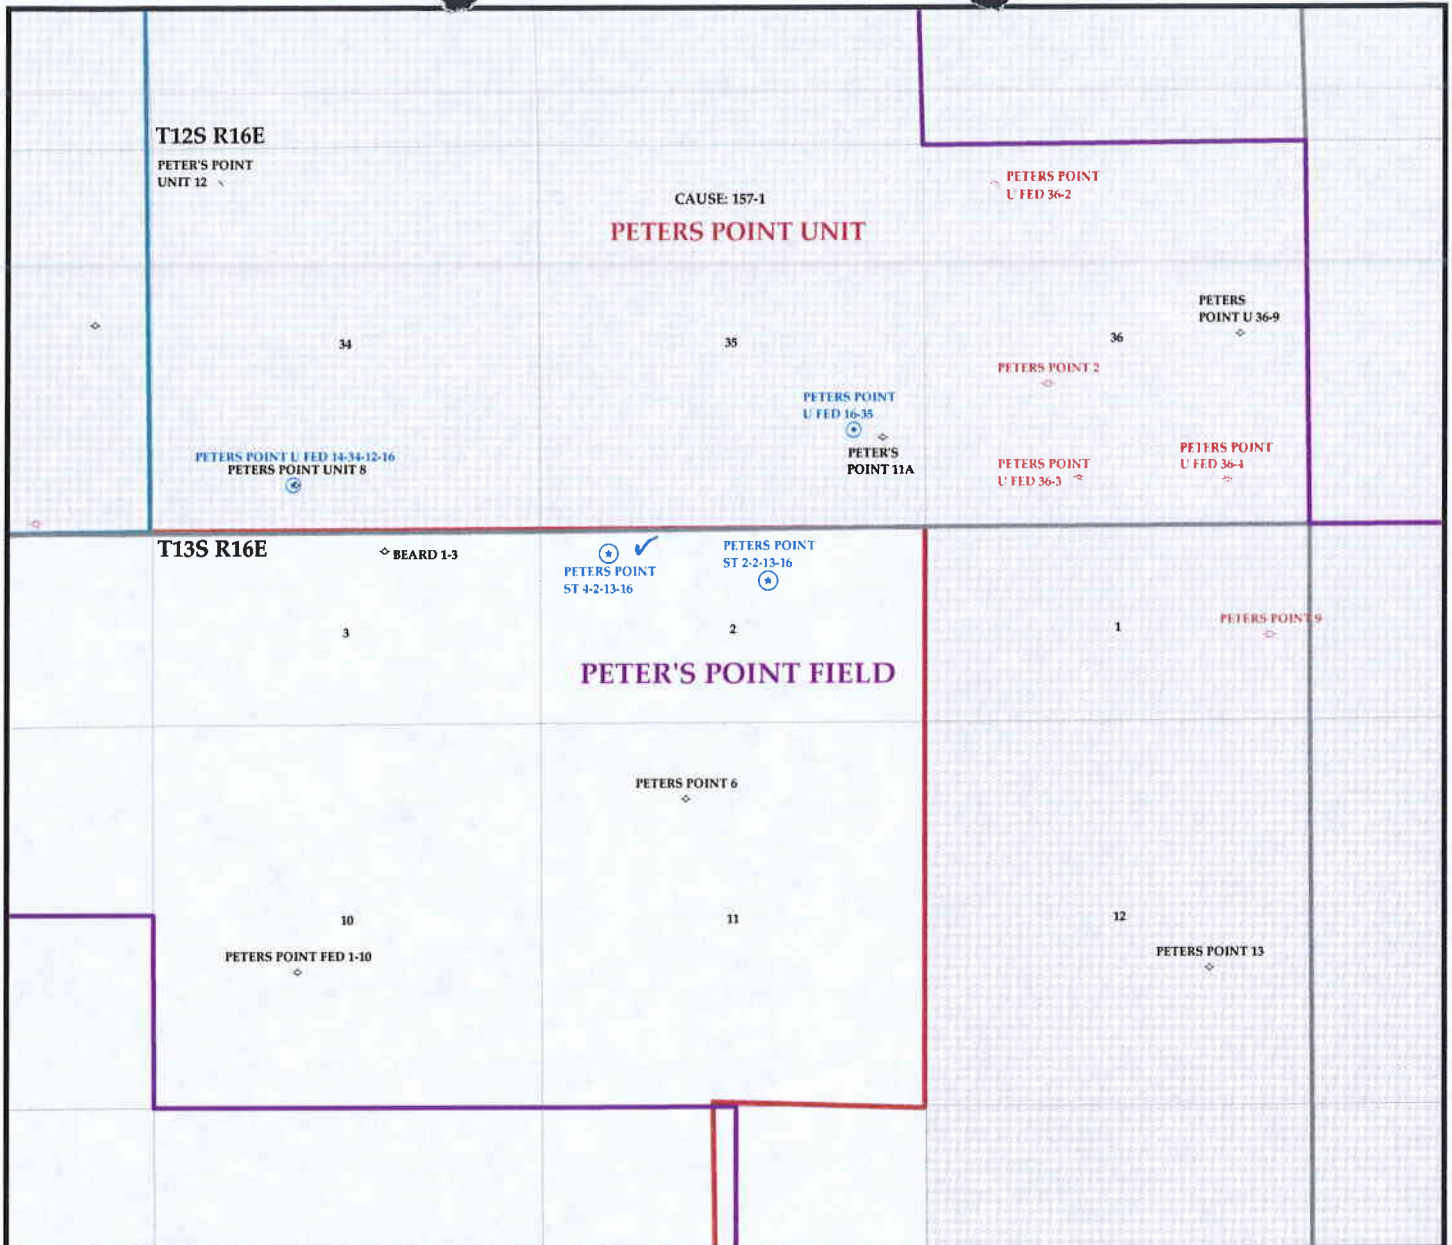 T12S R16E
PETER'S POINT
UNIT 12
CAUSE: 157-1
PETERS POINT UNIT
PETERS POINT
U FED 36-2
PETERS
POINT U 36-9
34
35
36
PETERS POINT 2
PETERS POINT
U FED 16-35
PETER'S
POINT 11A
PETERS POINT
U FED 36-3
PETERS POINT
U FED 36-4
PETERS POINT U FED 14-34-12-16
PETERS POINT UNIT 8
T13S R16E
BEARD 1-3
PETERS POINT
ST 4-2-13-16
PETERS POINT
ST 2-2-13-16
3
2
1
PETERS POINT 9
PETER'S POINT FIELD
PETERS POINT 6
10
11
12
PETERS POINT FED 1-10
PETERS POINT 13